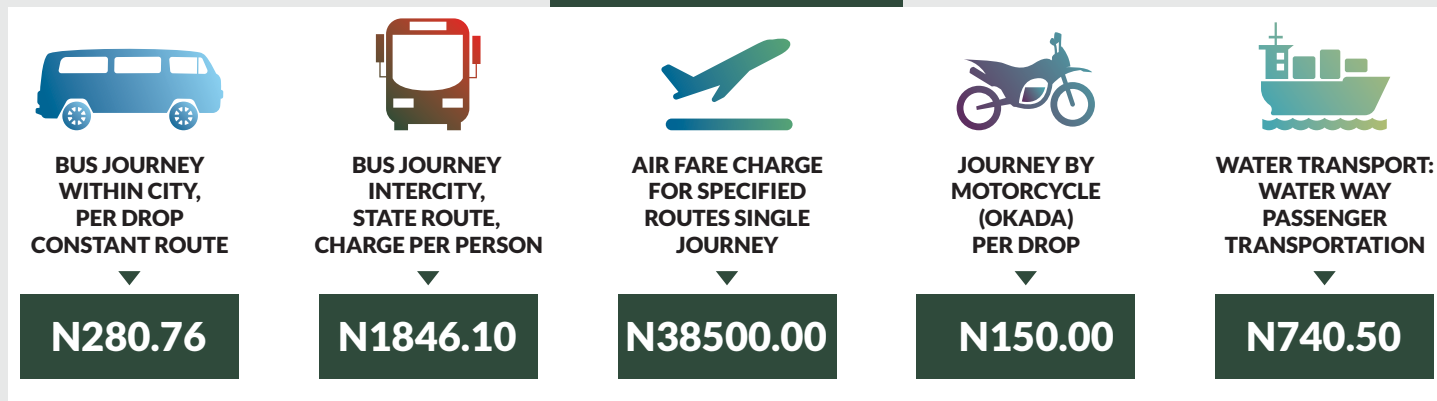 BUS JOURNEY
WITHIN CITY,
PER DROP
CONSTANT ROUTE
N280.76
BUS JOURNEY
INTERCITY,
STATE ROUTE,
CHARGE PER PERSON
N1846.10
AIR FARE CHARGE
FOR SPECIFIED
ROUTES SINGLE
JOURNEY
N38500.00
JOURNEY BY
MOTORCYCLE
(OKADA)
PER DROP
N150.00
WATER TRANSPORT:
WATER WAY
PASSENGER
TRANSPORTATION
N740.50